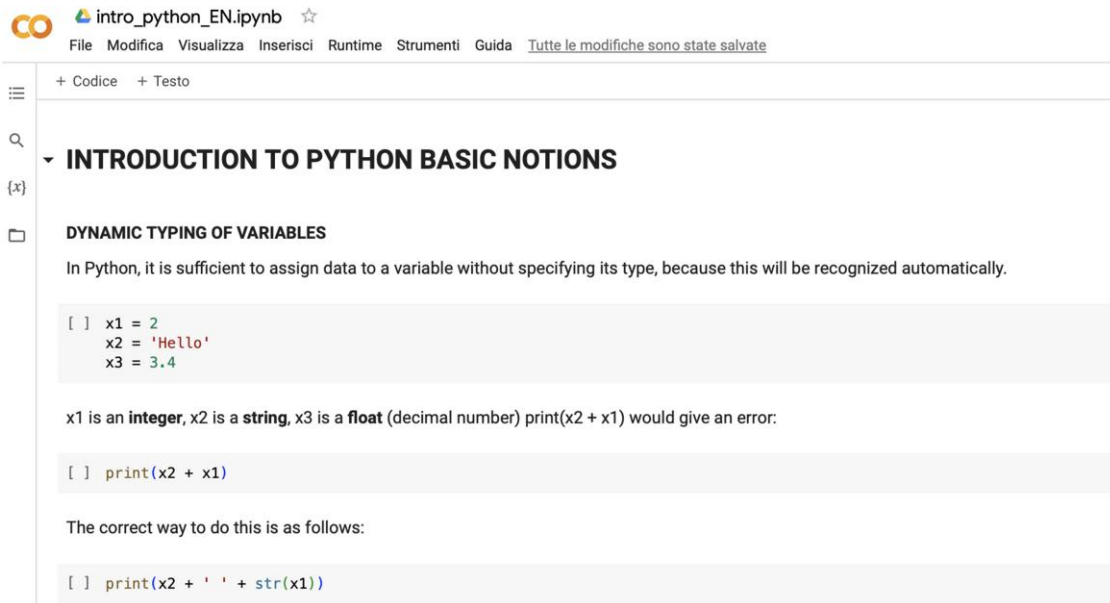 intro_python_EN.ipynb
File Modifica Visualizza Inserisci Runtime Strumenti Guida Tutte le modifiche sono state salvate
+ Codice + Testo
{x}
INTRODUCTION TO PYTHON BASIC NOTIONS
DYNAMIC TYPING OF VARIABLES
In Python, it is sufficient to assign data to a variable without specifying its type, because this will be recognized automatically.
[ ] x1 = 2
x2 = 'Hello'
x3 = 3.4
x1 is an integer, x2 is a string, x3 is a float (decimal number) print(x2 + x1) would give an error:
[ ] print(x2 + x1)
The correct way to do this is as follows:
[ ] print(x2 + ' ' + str(x1))